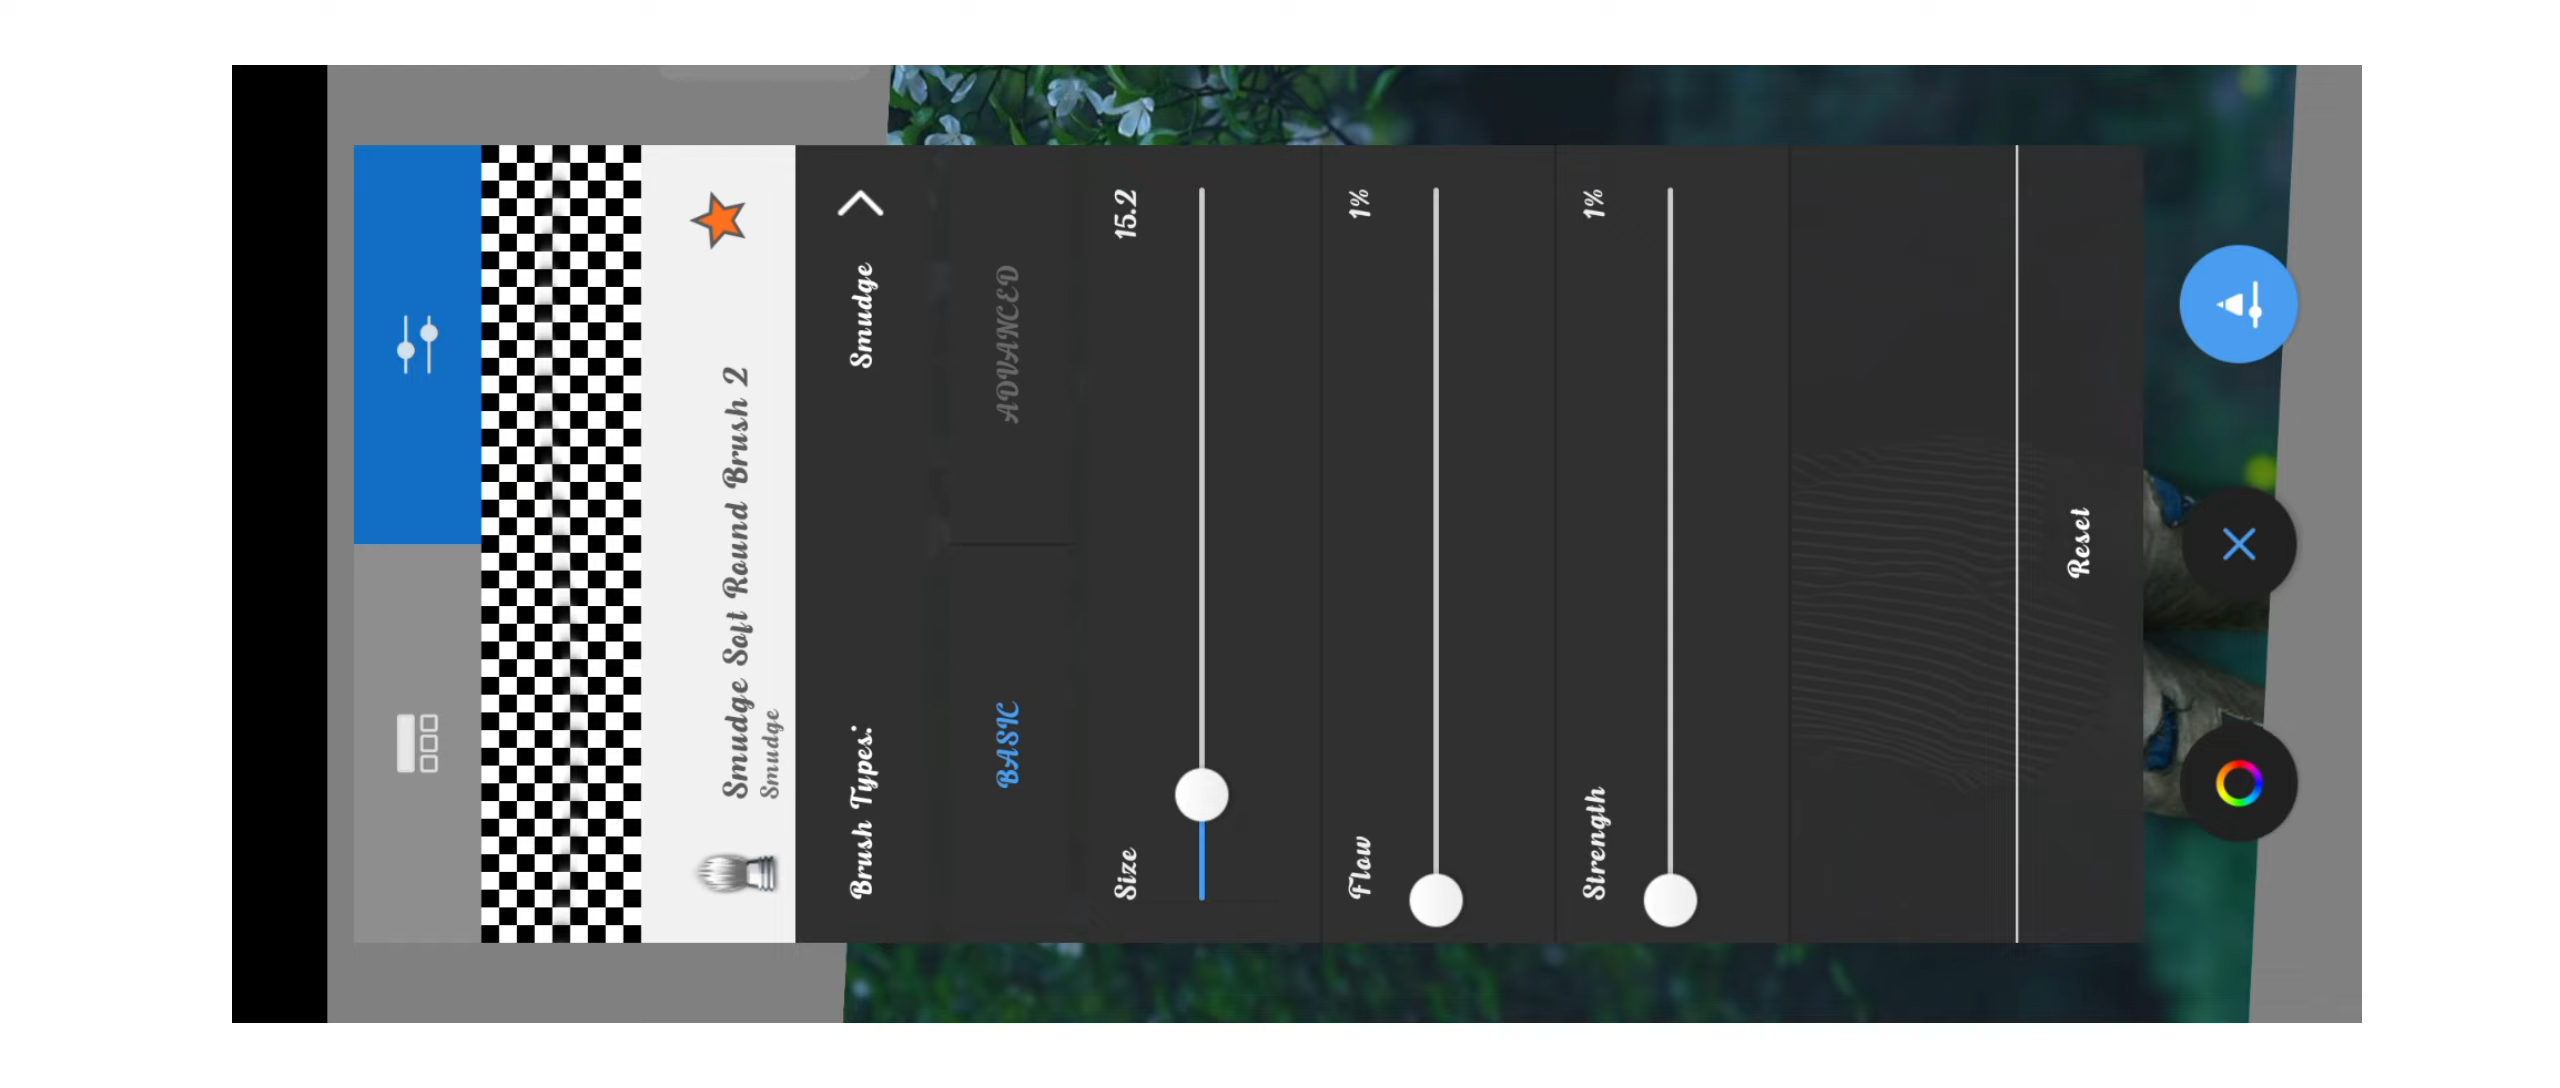 Smudge Soft Round Brush 2
Smudge
Brush Types: Smudge
BASIC ADVANCED
Size 15.2
Flow 1%
Strength 1%
Reset